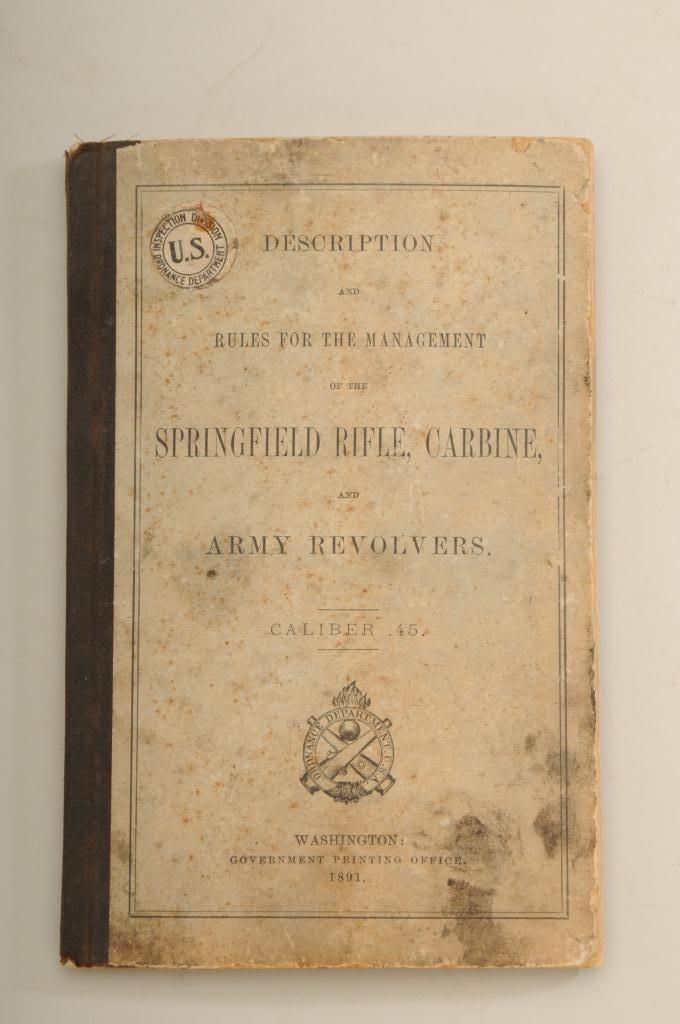 INSPECTION DIVISION
U.S.
ORDNANCE DEPARTMENT
DESCRIPTION
AND
RULES FOR THE MANAGEMENT
OF THE
SPRINGFIELD RIFLE, CARBINE,
AND
ARMY REVOLVERS.
CALIBER .45.
ORDNANCE DEPARTMENT. U.S.A.
WASHINGTON:
GOVERNMENT PRINTING OFFICE.
1891.